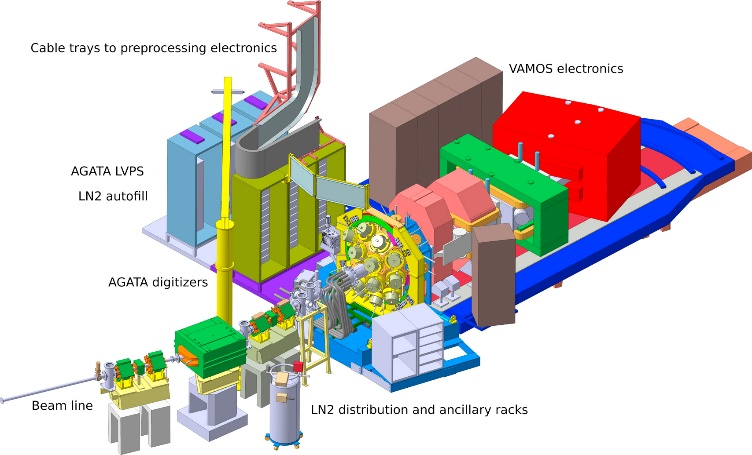 Cable trays to preprocessing electronics
VAMOS electronics
AGATA LVPS
LN2 autofill
AGATA digitizers
Beam line
LN2 distribution and ancillary racks